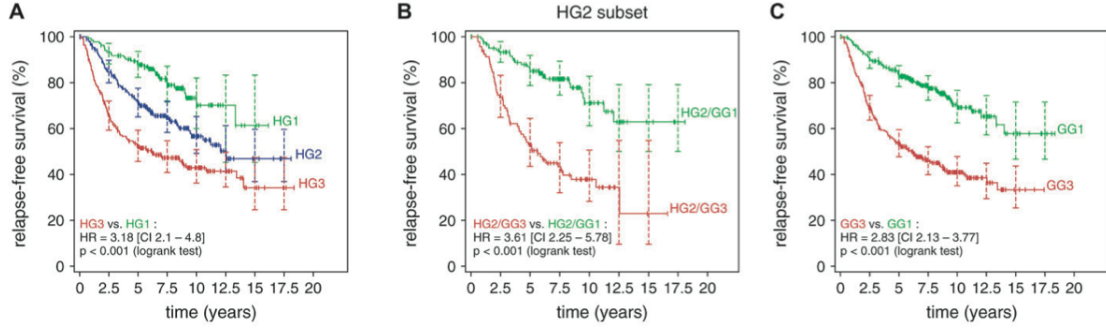 A
relapse-free survival (%)
100
80
60
40
20
0
HG1
HG2
HG3
HG3 vs. HG1 :
HR = 3.18 [CI 2.1 – 4.8]
p < 0.001 (logrank test)
0 2.5 5 7.5 10 12.5 15 17.5 20
time (years)
B
HG2 subset
relapse-free survival (%)
100
80
60
40
20
0
HG2/GG1
HG2/GG3
HG2/GG3 vs. HG2/GG1 :
HR = 3.61 [CI 2.25 – 5.78]
p < 0.001 (logrank test)
0 2.5 5 7.5 10 12.5 15 17.5 20
time (years)
C
relapse-free survival (%)
100
80
60
40
20
0
GG1
GG3
GG3 vs. GG1 :
HR = 2.83 [CI 2.13 – 3.77]
p < 0.001 (logrank test)
0 2.5 5 7.5 10 12.5 15 17.5 20
time (years)